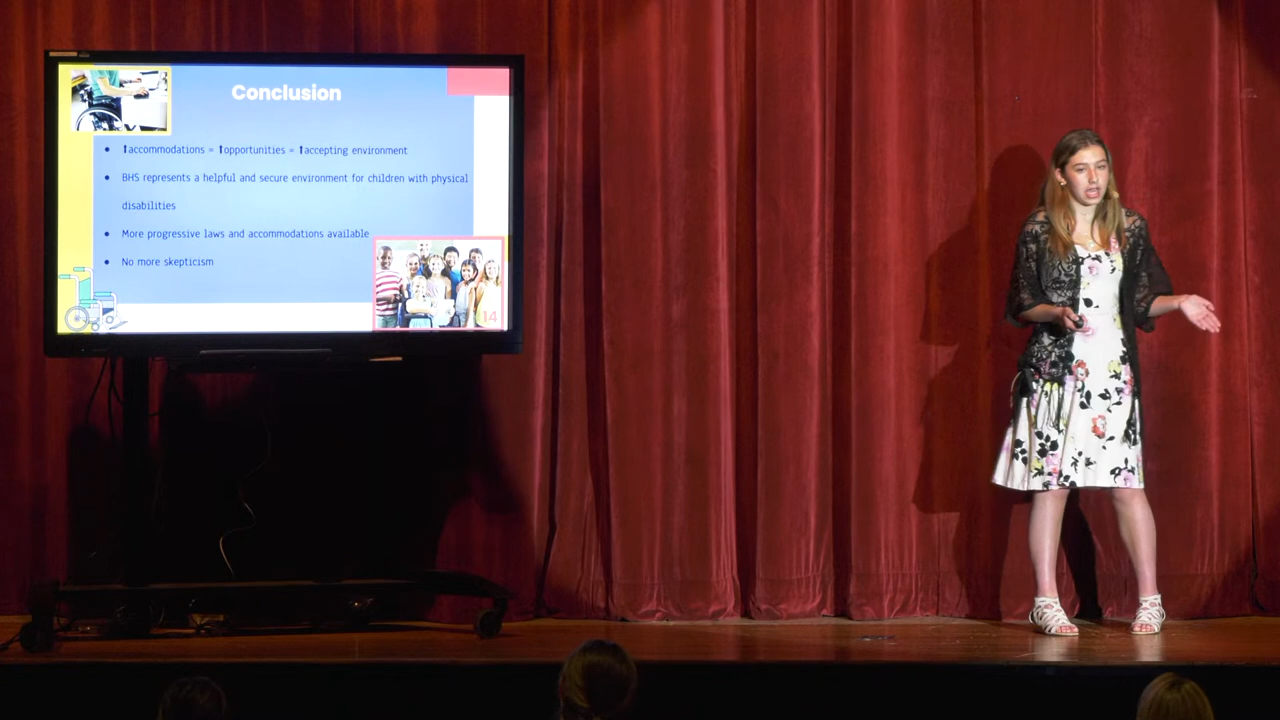 Conclusion
⬆accommodations = ⬆opportunities = ⬆accepting environment
BHS represents a helpful and secure environment for children with physical
disabilities
More progressive laws and accommodations available
No more skepticism
14